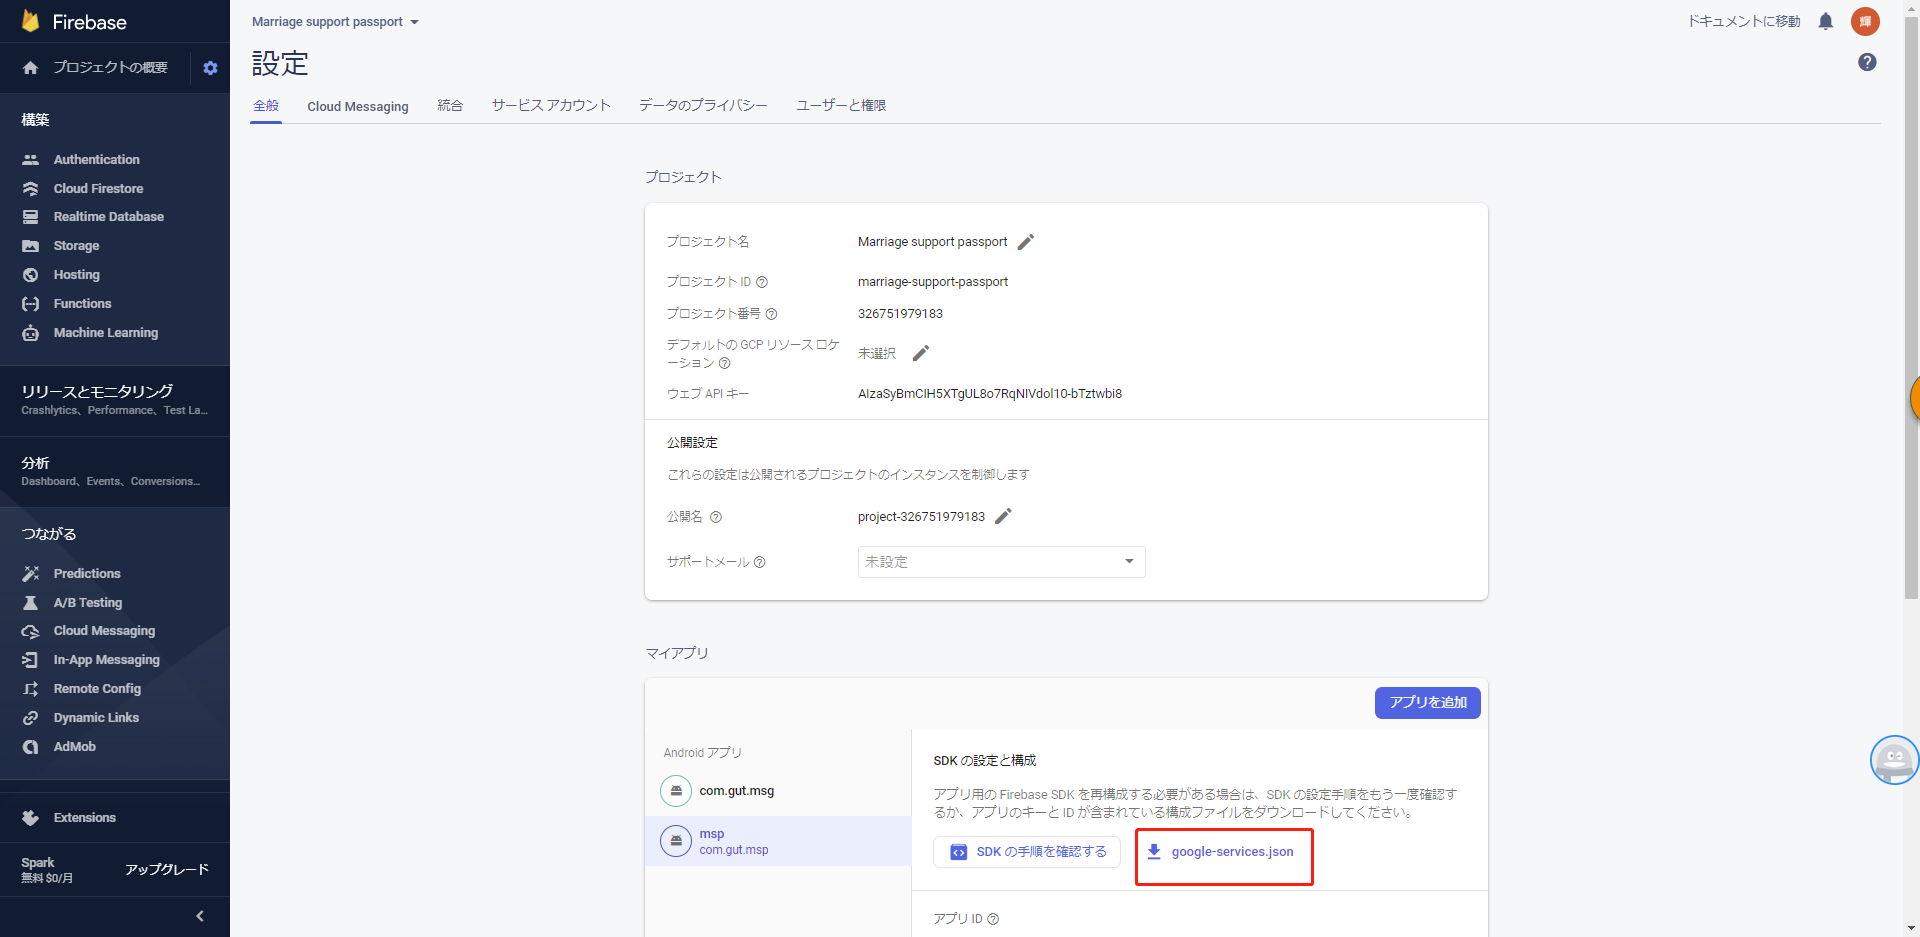 Firebase
プロジェクトの概要
構築
Authentication
Cloud Firestore
Realtime Database
Storage
Hosting
Functions
Machine Learning
リリースとモニタリング
Crashlytics、Performance、Test La...
分析
Dashboard、Events、Conversions...
つながる
Predictions
A/B Testing
Cloud Messaging
In-App Messaging
Remote Config
Dynamic Links
AdMob
Extensions
Spark
無料 $0/月
アップグレード
Marriage support passport
ドキュメントに移動
輝
設定
全般
Cloud Messaging
統合
サービス アカウント
データのプライバシー
ユーザーと権限
プロジェクト
プロジェクト名
Marriage support passport
プロジェクト ID
marriage-support-passport
プロジェクト番号
326751979183
デフォルトの GCP リソース ロケ
ーション
未選択
ウェブ API キー
AIzaSyBmCIH5XTgUL8o7RqNIVdol10-bTztwbi8
公開設定
これらの設定は公開されるプロジェクトのインスタンスを制御します
公開名
project-326751979183
サポートメール
未設定
マイアプリ
アプリを追加
Android アプリ
com.gut.msg
msp
com.gut.msp
SDK の設定と構成
アプリ用の Firebase SDK を再構成する必要がある場合は、SDK の設定手順をもう一度確認す
るか、アプリのキーと ID が含まれている構成ファイルをダウンロードしてください。
SDK の手順を確認する
google-services.json
アプリ ID